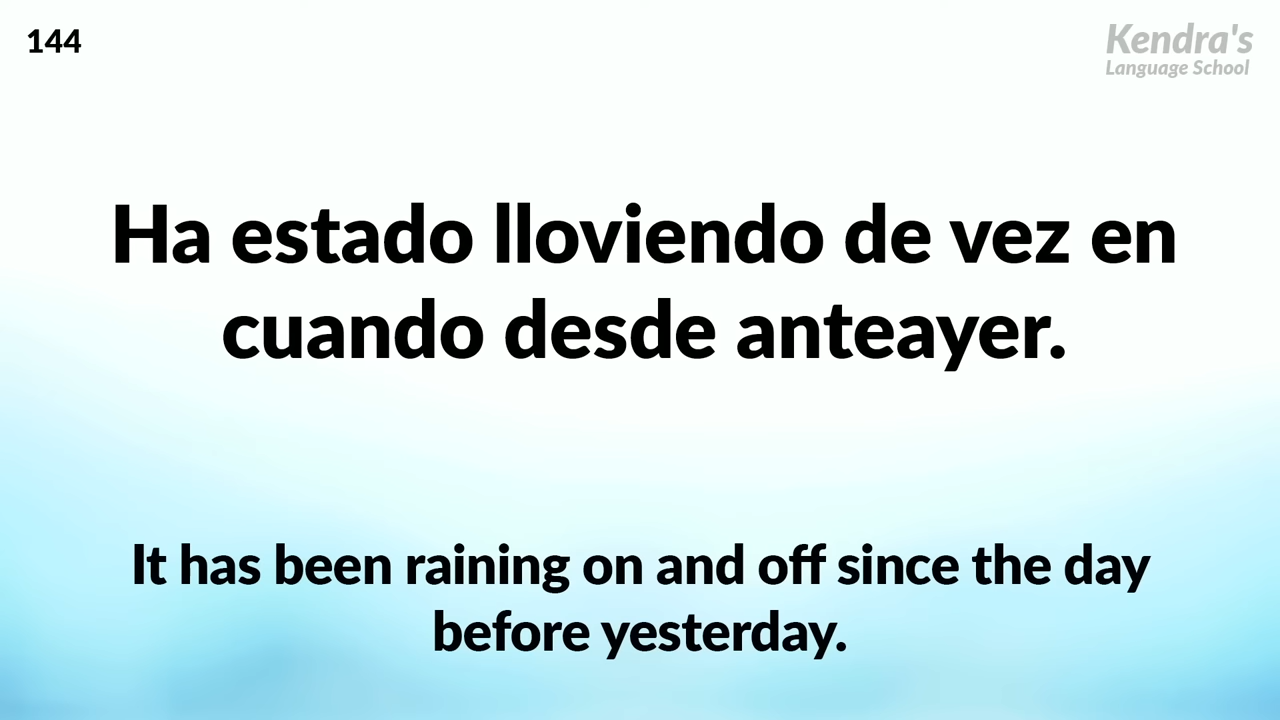 144
Kendra's
Language School
Ha estado lloviendo de vez en
cuando desde anteayer.
It has been raining on and off since the day
before yesterday.